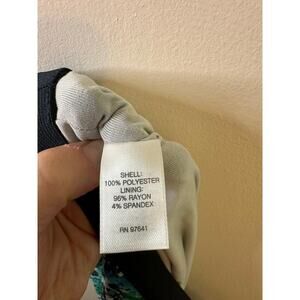 SHELL:
100% POLYESTER
LINING:
96% RAYON
4% SPANDEX
RN 97641